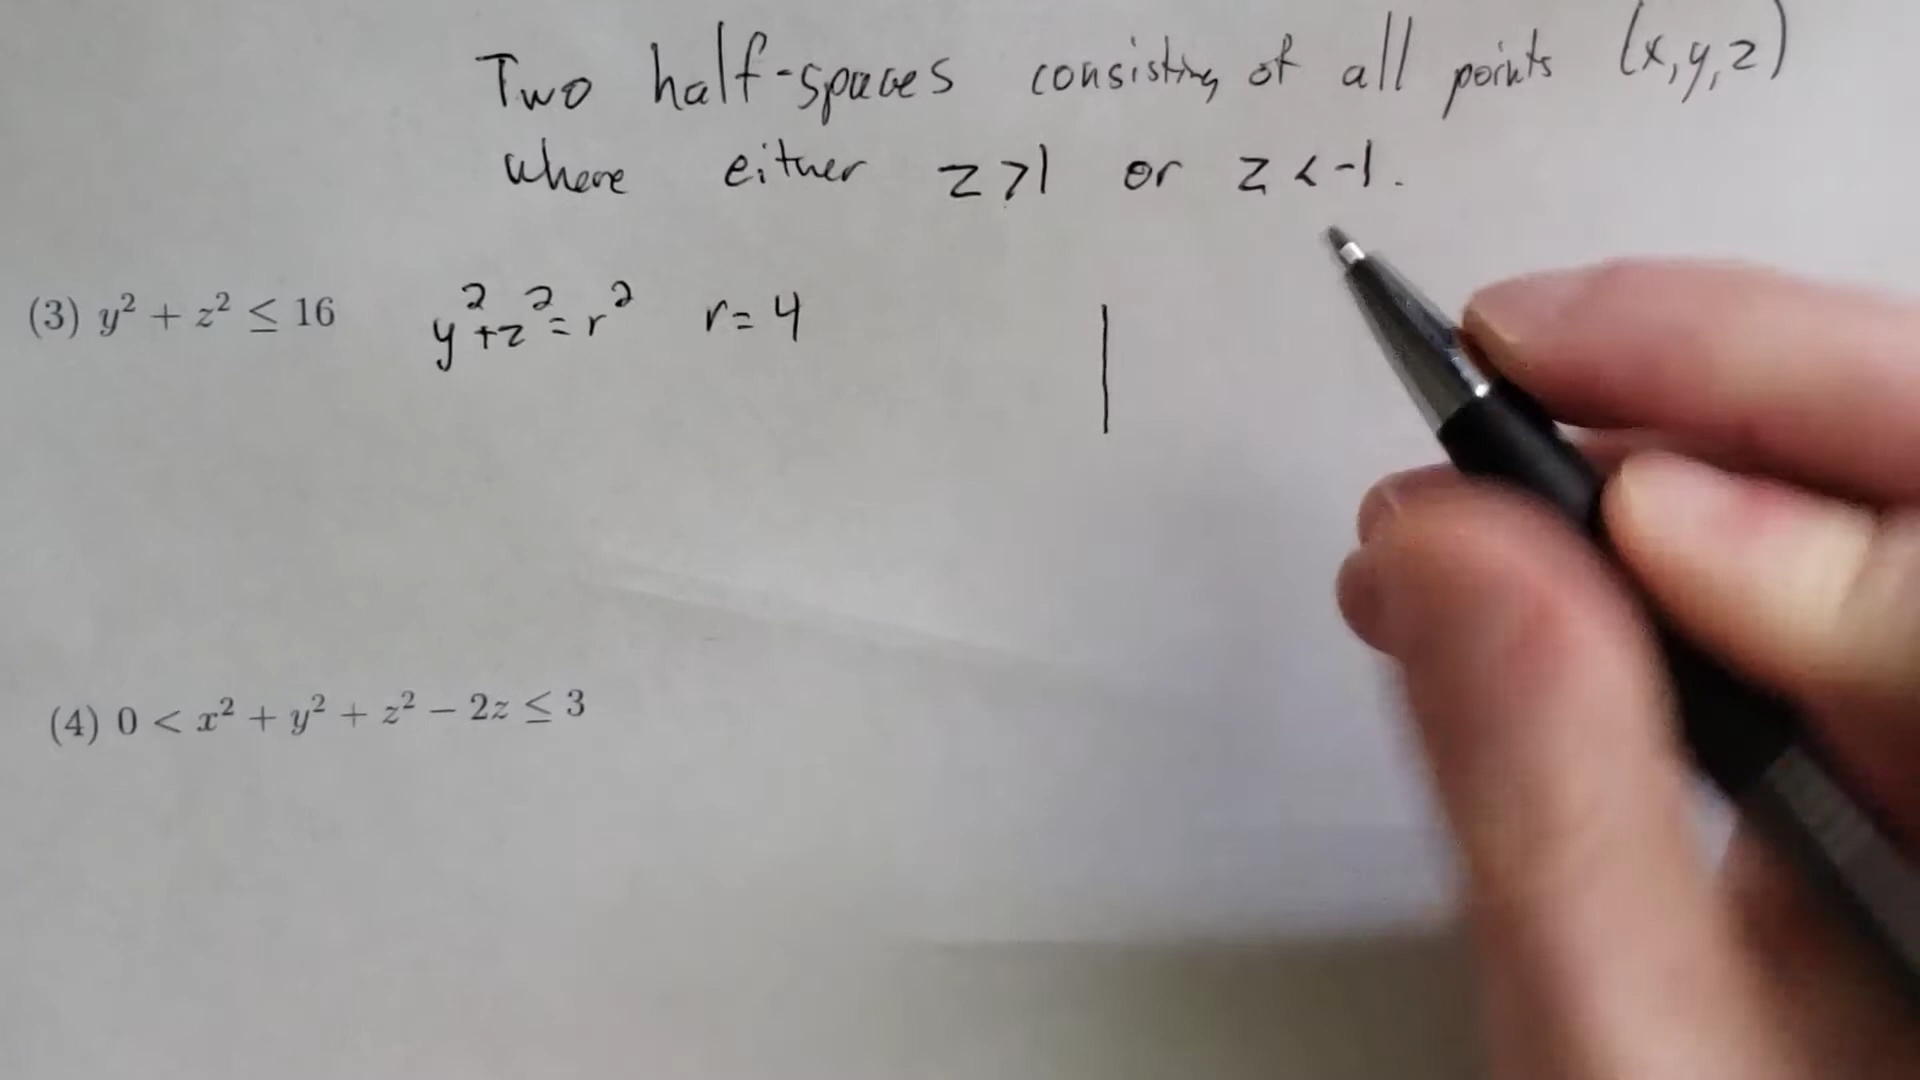 Two half-spaces consisting of all points (x,y,z)
where either z>1 or z<-1.
(3) y² + z² ≤ 16 y²+z²=r² r=4
(4) 0 < x² + y² + z² − 2z ≤ 3